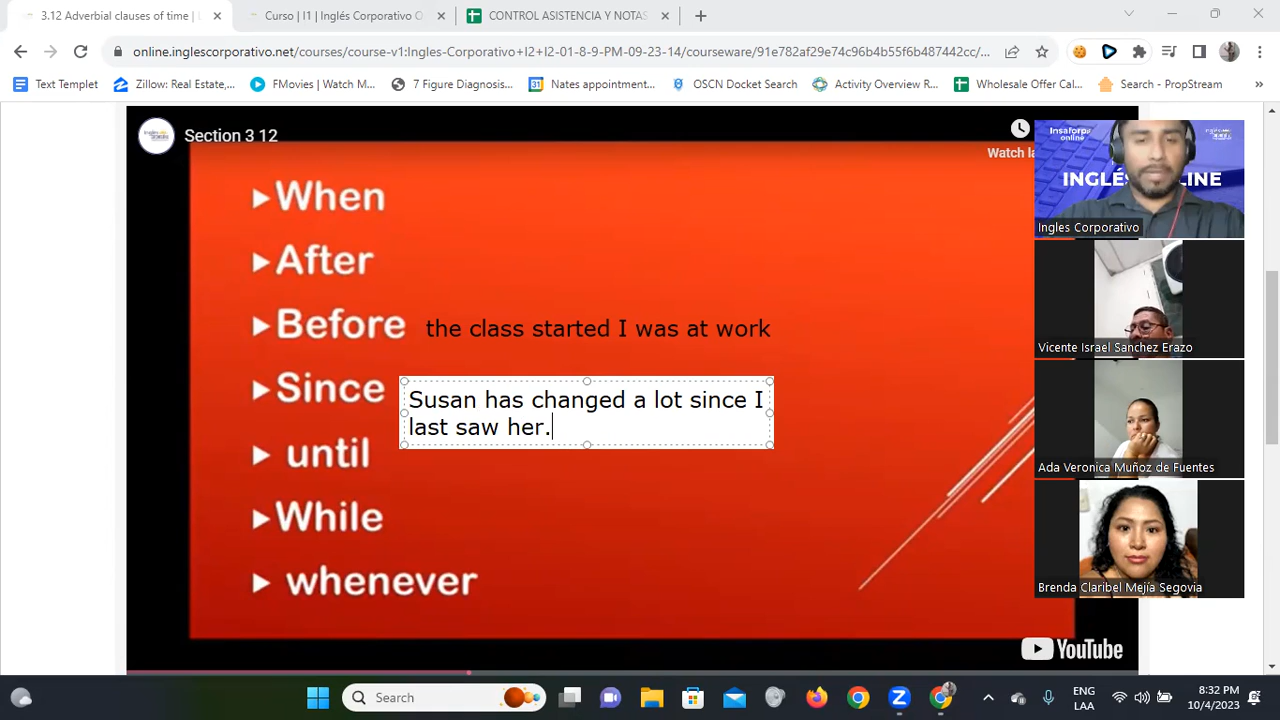 3.12 Adverbial clauses of time | U
Curso | I1 | Inglés Corporativo O
CONTROL ASISTENCIA Y NOTAS
online.inglescorporativo.net/courses/course-v1:Ingles-Corporativo+I2+I2-01-8-9-PM-09-23-14/courseware/91e782af29e74c96b4b55f6b487442cc/...
Text Templet
Zillow: Real Estate,...
FMovies | Watch M...
7 Figure Diagnosis...
Nates appointment...
OSCN Docket Search
Activity Overview R...
Wholesale Offer Cal...
Search - PropStream
»
Section 3 12
Watch la
When
After
Before the class started I was at work
Since
Susan has changed a lot since I
last saw her.
until
While
whenever
YouTube
Insaforp
online
INGLÉS ONLINE
Ingles Corporativo
Vicente Israel Sanchez Erazo
Ada Veronica Muñoz de Fuentes
Brenda Claribel Mejía Segovia
Search
LAA
LAA
8:32 PM
10/4/2023